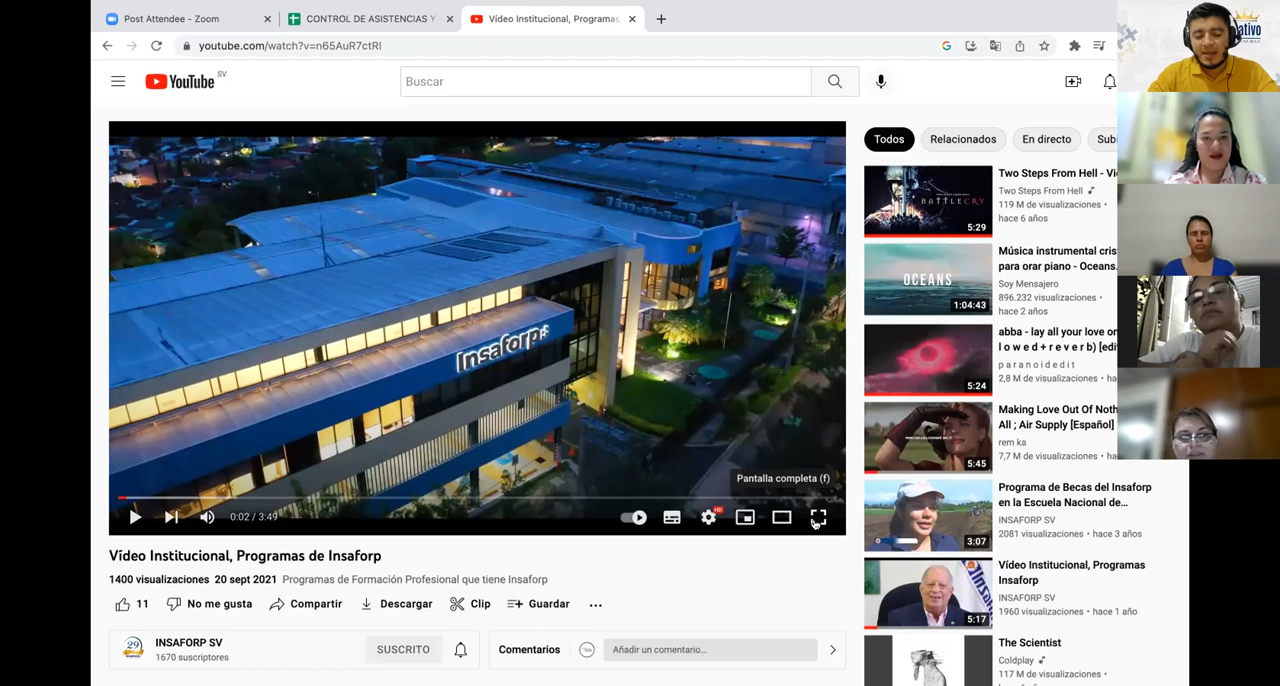 Post Attendee - Zoom
CONTROL DE ASISTENCIAS Y
Vídeo Institucional, Programas
ativo
youtube.com/watch?v=n65AuR7ctRI
YouTube SV
Buscar
Todos
Relacionados
En directo
Subi
Two Steps From Hell - Vi
Two Steps From Hell
119 M de visualizaciones •
hace 6 años
BATTLECRY
5:29
Música instrumental cris
para orar piano - Oceans.
Soy Mensajero
896.232 visualizaciones •
hace 2 años
OCEANS
1:04:43
abba - lay all your love on
l o w e d + r e v e r b) [edi
p a r a n o i d e d i t
2,8 M de visualizaciones • ha
5:24
Making Love Out Of Noth
All ; Air Supply [Español]
rem ka
7,7 M de visualizaciones • ha
5:45
Programa de Becas del Insaforp
en la Escuela Nacional de...
INSAFORP SV
2081 visualizaciones • hace 3 años
3:07
Vídeo Institucional, Programas
Insaforp
INSAFORP SV
1960 visualizaciones • hace 1 año
5:17
The Scientist
Coldplay
117 M de visualizaciones •
Insaforp
Pantalla completa (f)
0:02 / 3:49
HD
Vídeo Institucional, Programas de Insaforp
1400 visualizaciones 20 sept 2021 Programas de Formación Profesional que tiene Insaforp
11
No me gusta
Compartir
Descargar
Clip
Guardar
29
INSAFORP SV
1670 suscriptores
SUSCRITO
Comentarios
Añadir un comentario...